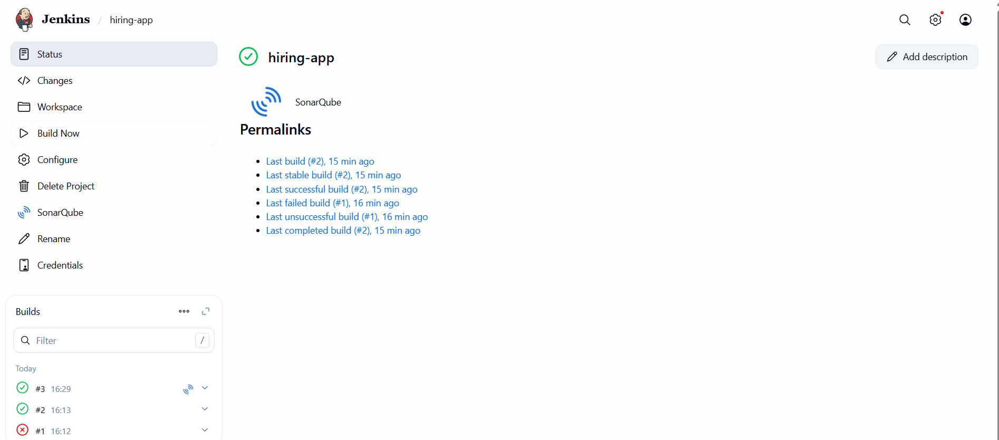 Jenkins / hiring-app
Status
Changes
Workspace
Build Now
Configure
Delete Project
SonarQube
Rename
Credentials
Builds
Filter /
Today
#3 16:29
#2 16:13
#1 16:12
hiring-app
Add description
SonarQube
Permalinks
Last build (#2), 15 min ago
Last stable build (#2), 15 min ago
Last successful build (#2), 15 min ago
Last failed build (#1), 16 min ago
Last unsuccessful build (#1), 16 min ago
Last completed build (#2), 15 min ago